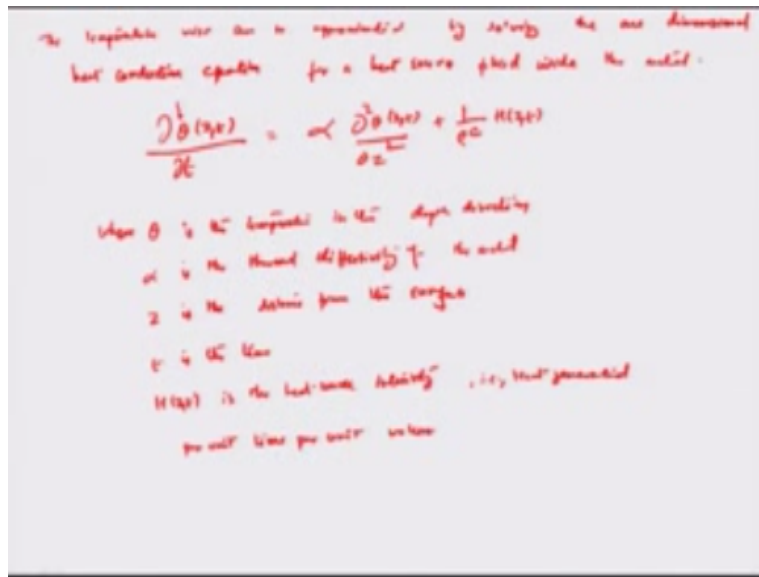 The temperature rise can be approximated by solving the one dimensional
heat conduction equation for a heat source placed inside the metal.
∂θ(z,t)/∂t = α ∂²θ(z,t)/∂z² + 1/ρc H(z,t)
where θ is the temperature in the depth direction
α is the thermal diffusivity of the metal
z is the distance from the surface
t is the time
H(z,t) is the heat source intensity, i.e., heat generated
per unit time per unit volume